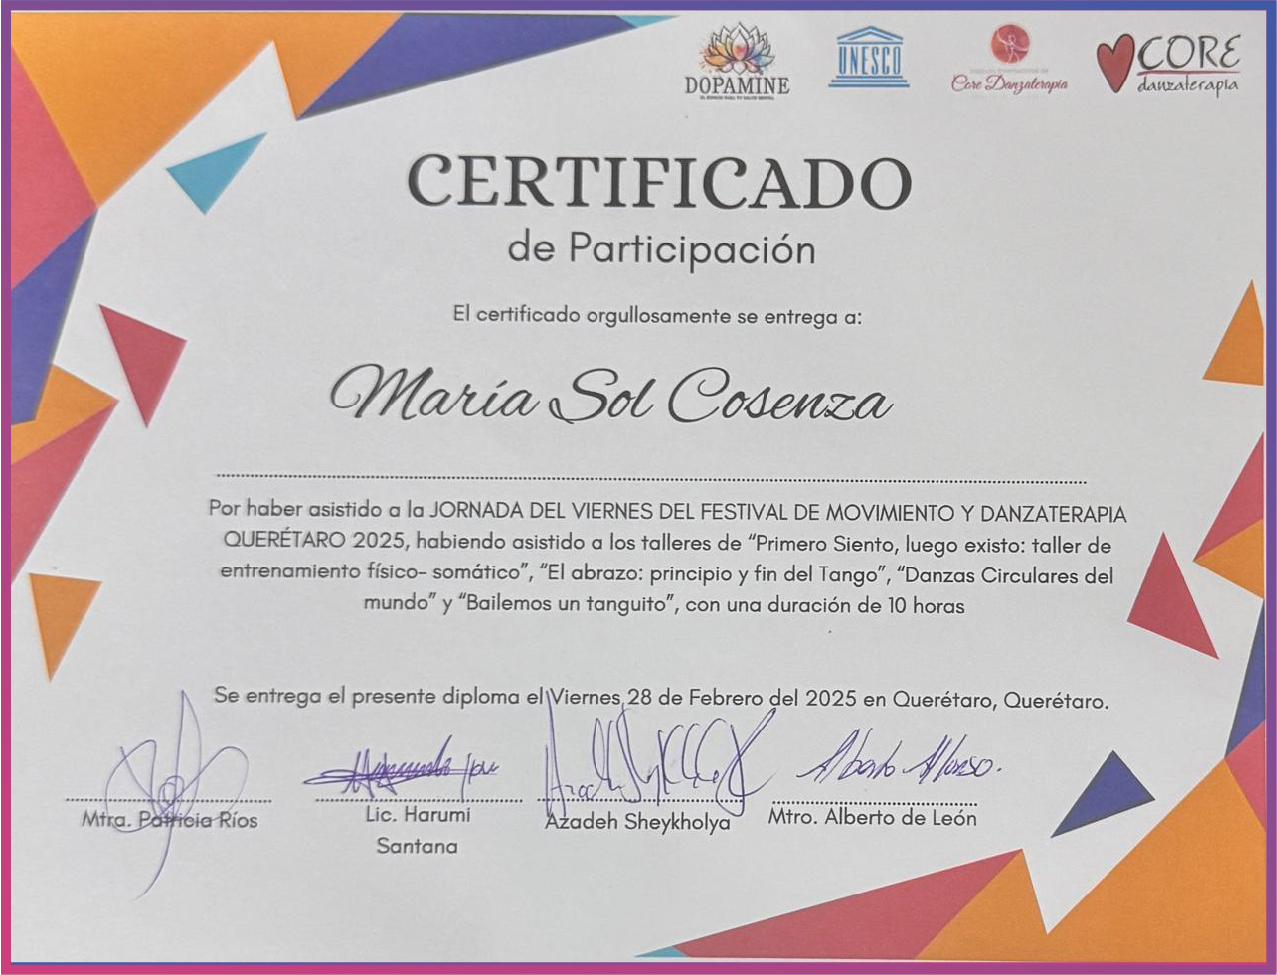 DOPAMINE
UNESCO
Core Danzaterapia
CORE
danzaterapia
CERTIFICADO
de Participación
El certificado orgullosamente se entrega a:
María Sol Cosenza
Por haber asistido a la JORNADA DEL VIERNES DEL FESTIVAL DE MOVIMIENTO Y DANZATERAPIA
QUERÉTARO 2025, habiendo asistido a los talleres de “Primero Siento, luego existo: taller de
entrenamiento físico- somático”, “El abrazo: principio y fin del Tango”, “Danzas Circulares del
mundo” y “Bailemos un tanguito”, con una duración de 10 horas
Se entrega el presente diploma el Viernes 28 de Febrero del 2025 en Querétaro, Querétaro.
Mtra. Patricia Ríos
Lic. Harumi
Santana
Azadeh Sheykholya
Mtro. Alberto de León